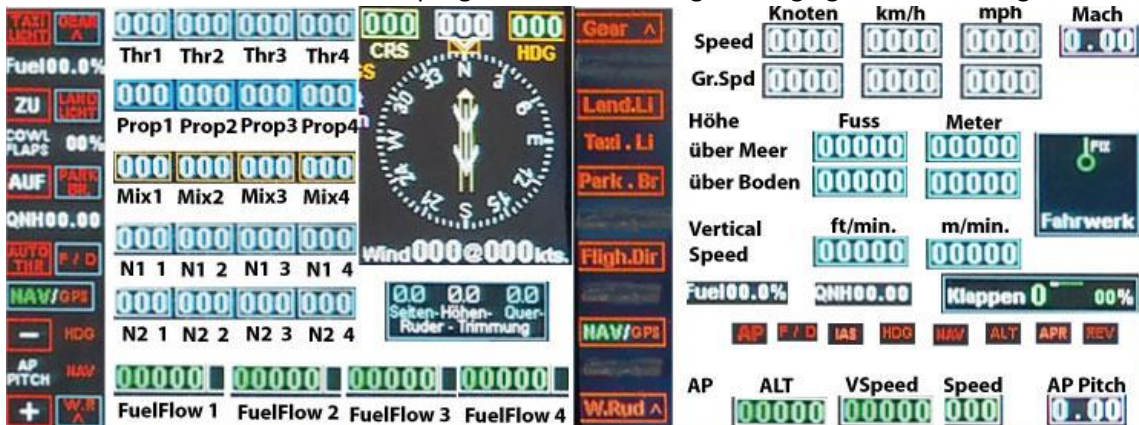 TAXI LIGHT
GEAR ^
Fuel00.0%
ZU
LAND LIGHT
COWL FLAPS 00%
AUF
PARK BR.
QNH00.00
AUTO THR
F / D
NAV/GPS
— HDG
AP PITCH NAV
+ W.R ^
000 000 000 000
Thr1 Thr2 Thr3 Thr4
000 000 000 000
Prop1 Prop2 Prop3 Prop4
000 000 000 000
Mix1 Mix2 Mix3 Mix4
000 000 000 000
N1 1 N1 2 N1 3 N1 4
000 000 000 000
N2 1 N2 2 N2 3 N2 4
00000 00000 00000 00000
FuelFlow 1 FuelFlow 2 FuelFlow 3 FuelFlow 4
000 000 000
CRS HDG
33 N
30
W
24
21 S 15
Wind000@000kts.
0.0 0.0 0.0
Seiten-Höhen- Quer-
Ruder - Trimmung
Gear ^
Land.Li
Taxi . Li
Park . Br
Fligh.Dir
NAV/GPS
W.Rud ^
Knoten km/h mph Mach
Speed 0000 0000 0000 0.00
Gr.Spd 0000 0000 0000
Höhe Fuss Meter
über Meer 00000 00000
über Boden 00000 00000
FIX
Fahrwerk
Vertical ft/min. m/min.
Speed 00000 00000
Fuel00.0% QNH00.00 Klappen 0 00%
AP F / D IAS HDG NAV ALT APR REV
AP ALT VSpeed Speed AP Pitch
00000 00000 000 0.00